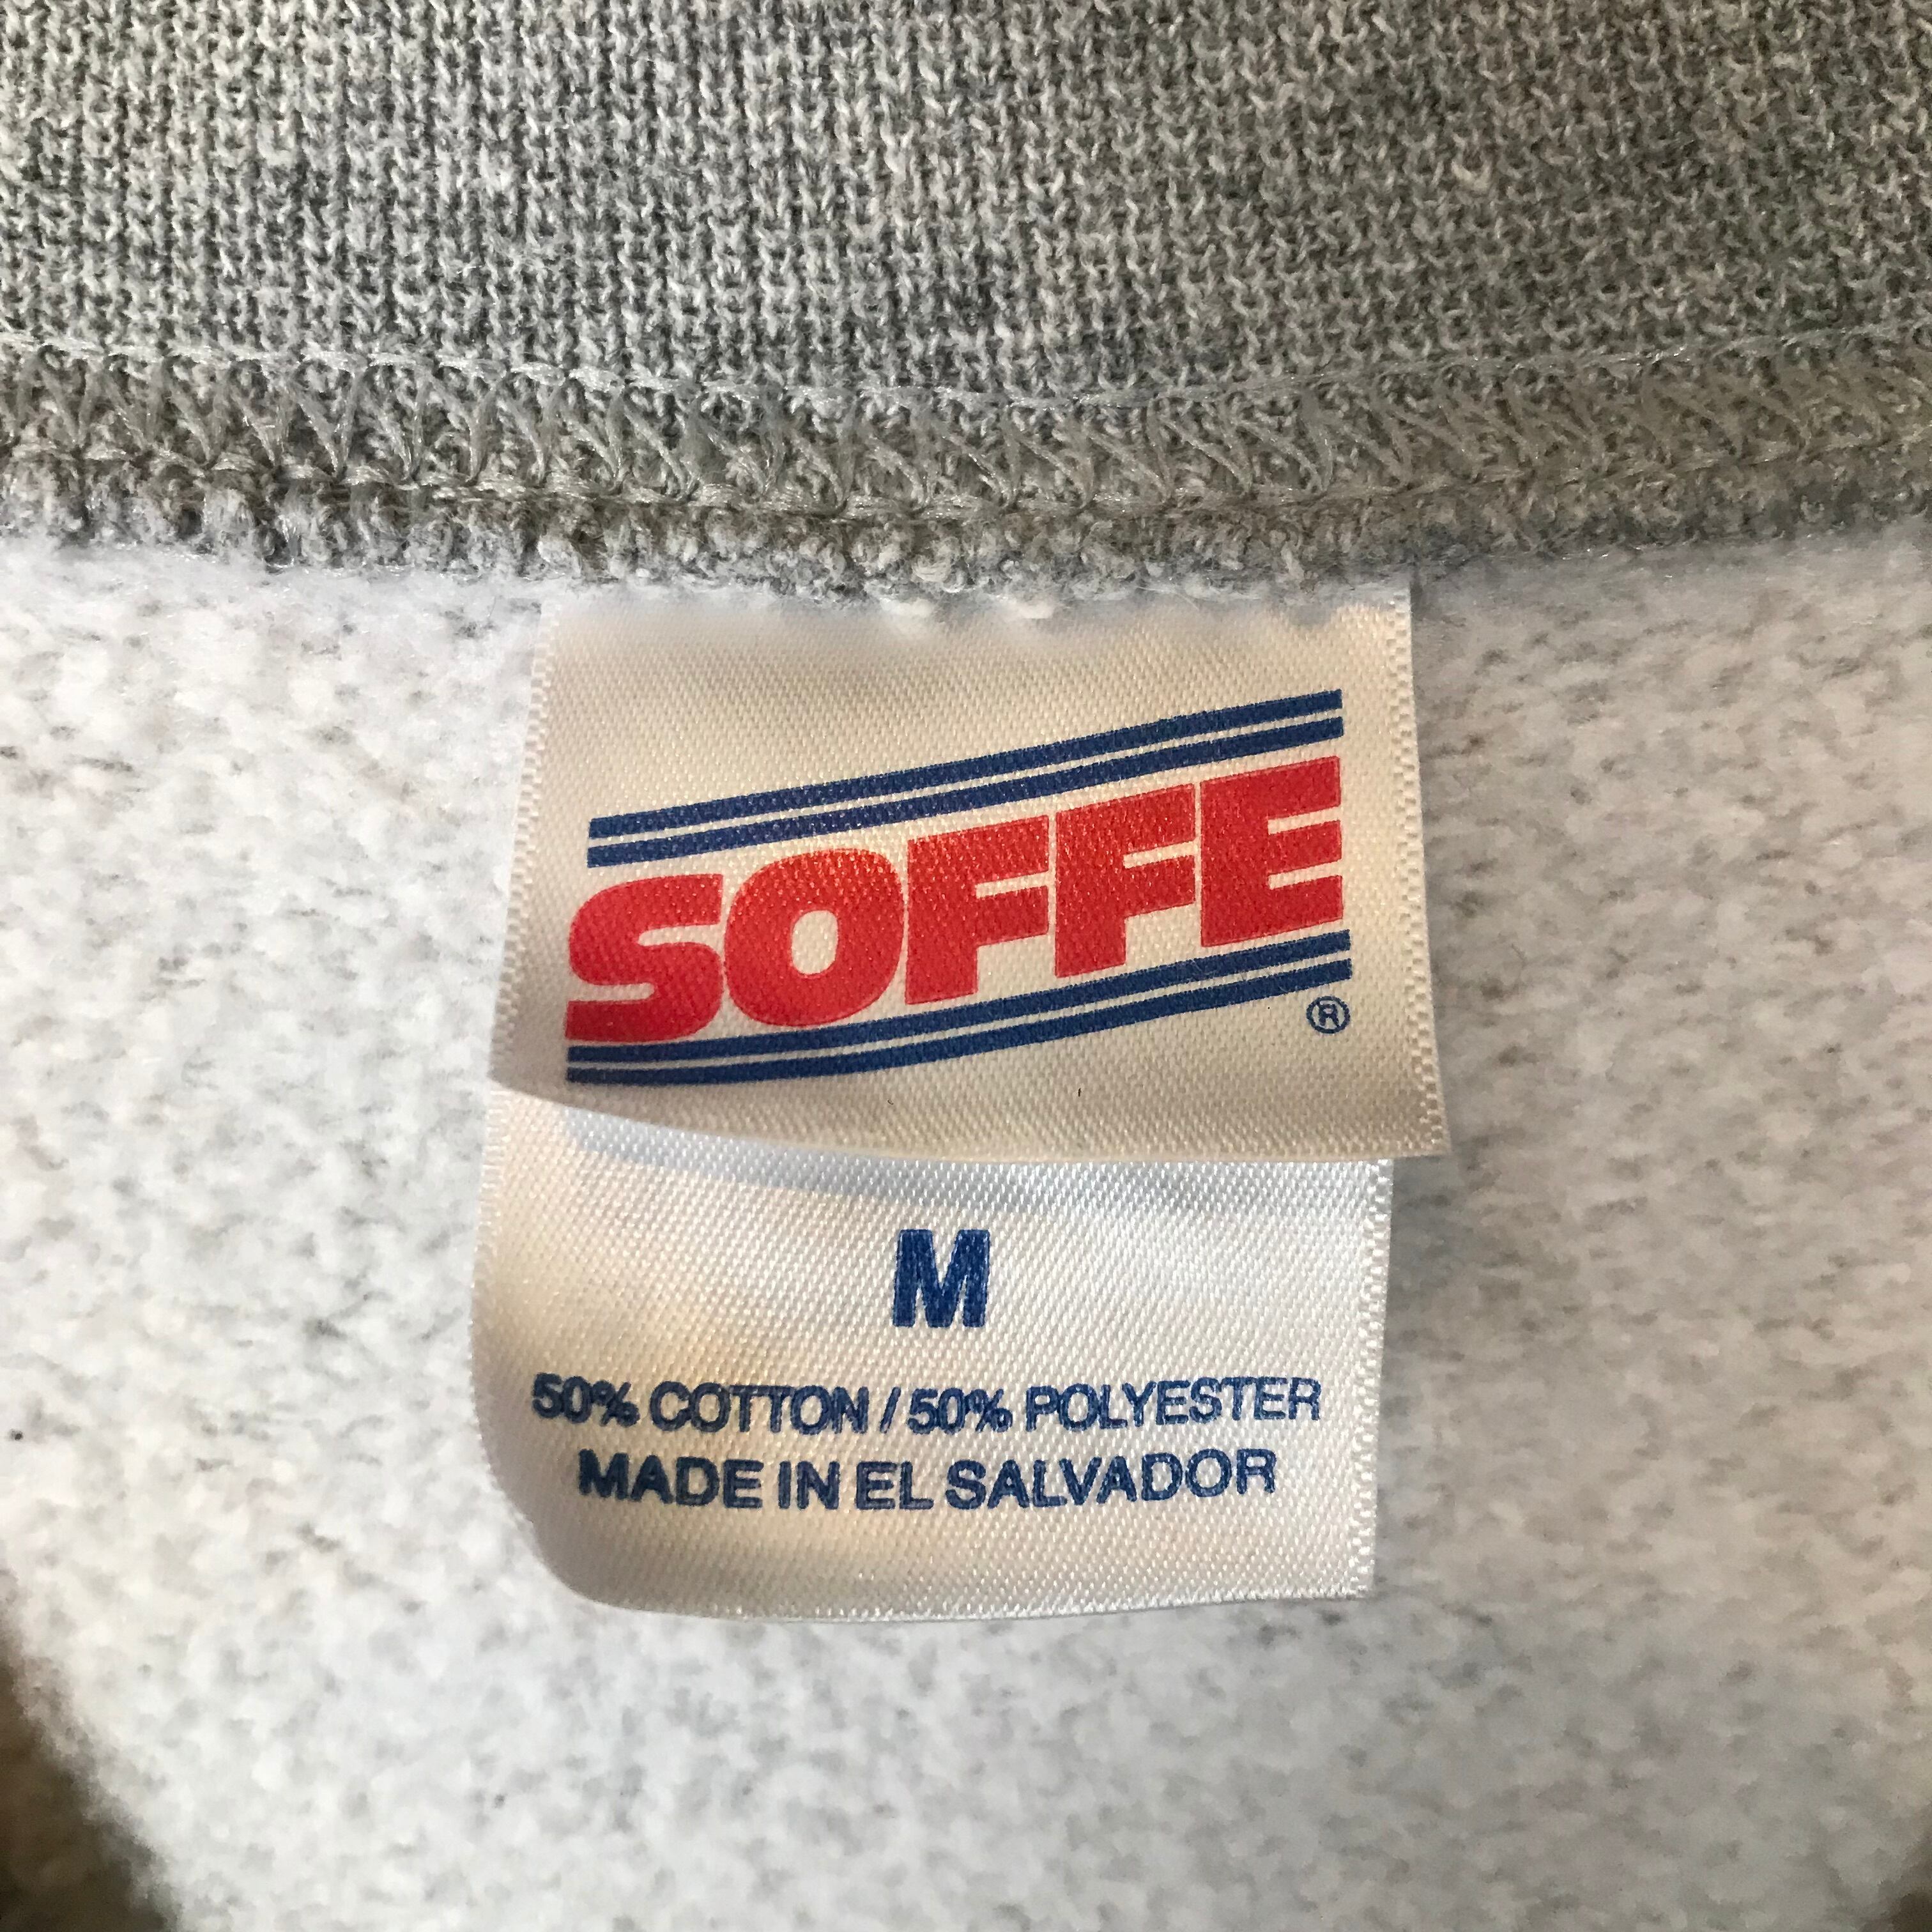 SOFFE
®
M
50% COTTON / 50% POLYESTER
MADE IN EL SALVADOR